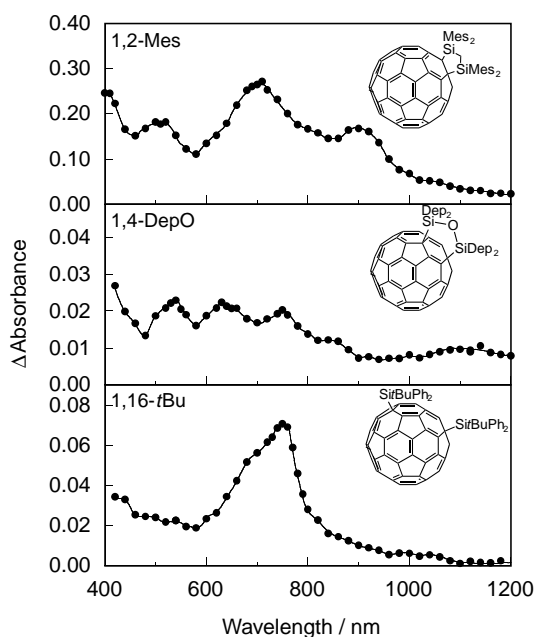 0.40
0.30
0.20
0.10
0.00
1,2-Mes
Mes₂
Si
SiMes₂
0.04
0.03
0.02
0.01
0.00
1,4-DepO
Dep₂
Si
O
SiDep₂
0.08
0.06
0.04
0.02
0.00
1,16-tBu
SitBuPh₂
SitBuPh₂
400 600 800 1000 1200
Wavelength / nm
Δ Absorbance